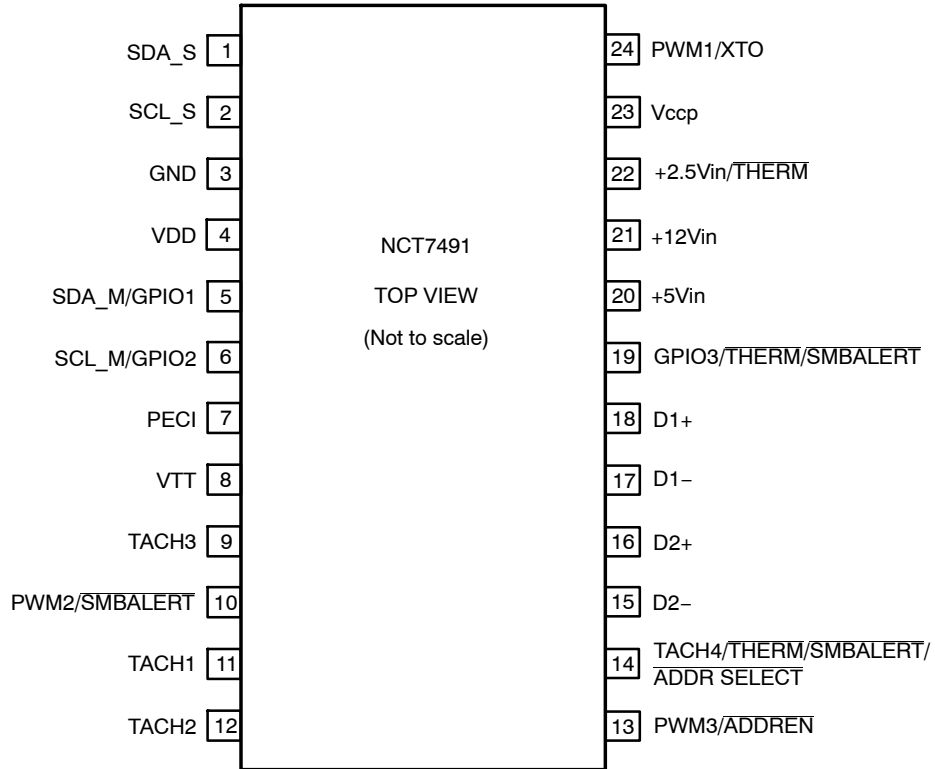 SDA_S 1
SCL_S 2
GND 3
VDD 4
SDA_M/GPIO1 5
SCL_M/GPIO2 6
PECI 7
VTT 8
TACH3 9
PWM2/SMBALERT 10
TACH1 11
TACH2 12
NCT7491
TOP VIEW
(Not to scale)
24 PWM1/XTO
23 Vccp
22 +2.5Vin/THERM
21 +12Vin
20 +5Vin
19 GPIO3/THERM/SMBALERT
18 D1+
17 D1−
16 D2+
15 D2−
14 TACH4/THERM/SMBALERT/
ADDR SELECT
13 PWM3/ADDREN